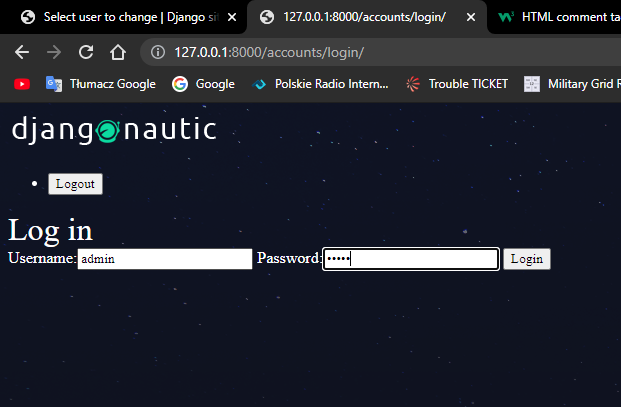 Select user to change | Django si
127.0.0.1:8000/accounts/login/
HTML comment ta
127.0.0.1:8000/accounts/login/
Tłumacz Google
Google
Polskie Radio Intern...
Trouble TICKET
Military Grid R
djangonautic
Logout
Log in
Username: admin Password: ••••• Login